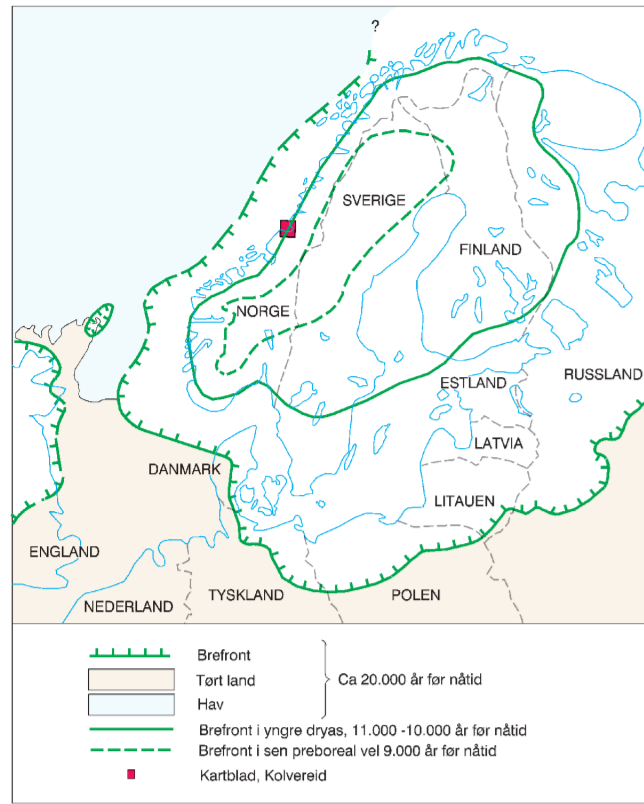 ?
SVERIGE
FINLAND
NORGE
ESTLAND
RUSSLAND
LATVIA
DANMARK
LITAUEN
ENGLAND
NEDERLAND
TYSKLAND
POLEN
Brefront
Tørt land
Hav
Ca 20.000 år før nåtid
Brefront i yngre dryas, 11.000 -10.000 år før nåtid
Brefront i sen preboreal vel 9.000 år før nåtid
Kartblad, Kolvereid